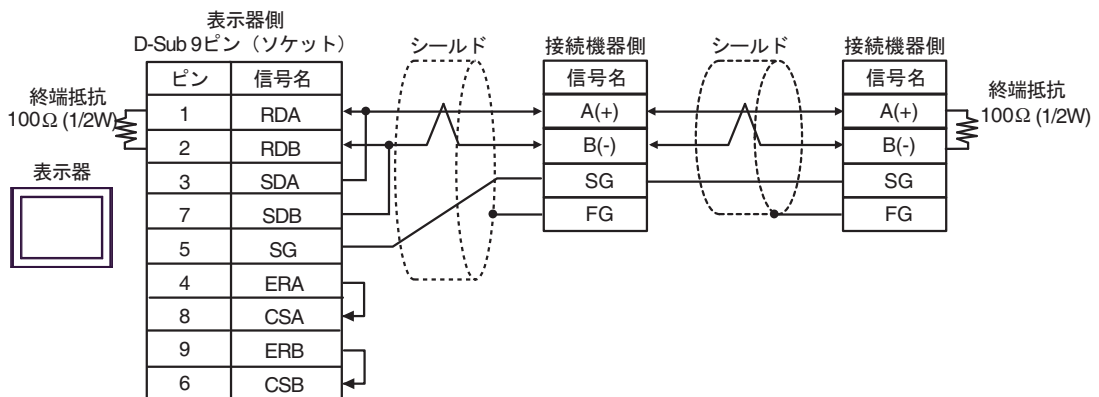 表示器側
D-Sub 9ピン（ソケット）
シールド
接続機器側
シールド
接続機器側
終端抵抗
100Ω (1/2W)
表示器
ピン 信号名
1 RDA
2 RDB
3 SDA
7 SDB
5 SG
4 ERA
8 CSA
9 ERB
6 CSB
信号名
A(+)
B(-)
SG
FG
信号名
A(+)
B(-)
SG
FG
終端抵抗
100Ω (1/2W)